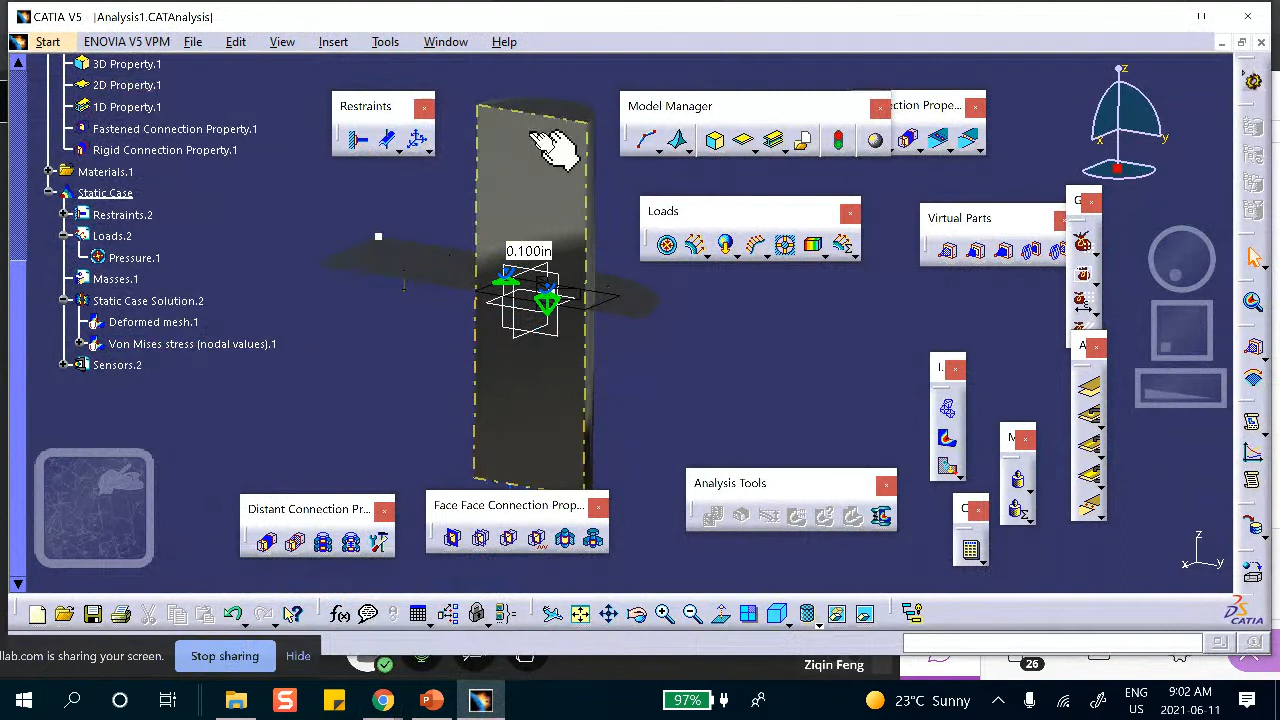 CATIA V5 - [Analysis1.CATAnalysis]
Start ENOVIA V5 VPM File Edit View Insert Tools Window Help
3D Property.1
2D Property.1
1D Property.1
Fastened Connection Property.1
Rigid Connection Property.1
Materials.1
Static Case
Restraints.2
Loads.2
Pressure.1
Masses.1
Static Case Solution.2
Deformed mesh.1
Von Mises stress (nodal values).1
Sensors.2
Restraints
Model Manager
ction Prope...
Loads
Virtual Parts
G
0.100in
z
x
y
A
I.
M
C
Analysis Tools
Distant Connection Pr...
Face Face Connection Prop...
z
x
y
f(x)
CATIA
llab.com is sharing your screen.
Stop sharing
Hide
Ziqin Feng
26
97%
23°C Sunny
ENG
US
9:02 AM
2021-06-11